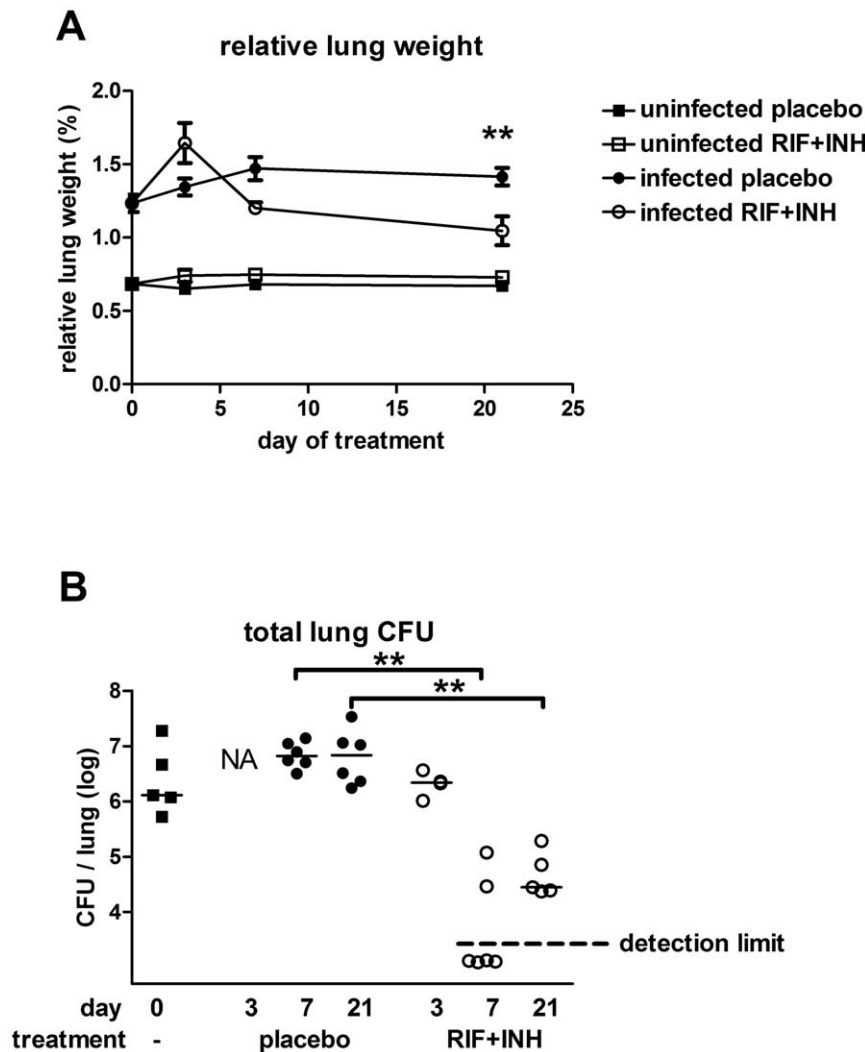 A
relative lung weight
2.0
1.5
1.0
0.5
0.0
relative lung weight (%)
**
0 5 10 15 20 25
day of treatment
uninfected placebo
uninfected RIF+INH
infected placebo
infected RIF+INH
B
total lung CFU
**
**
8
7
6
5
4
CFU / lung (log)
NA
detection limit
day 0 3 7 21 3 7 21
treatment - placebo RIF+INH